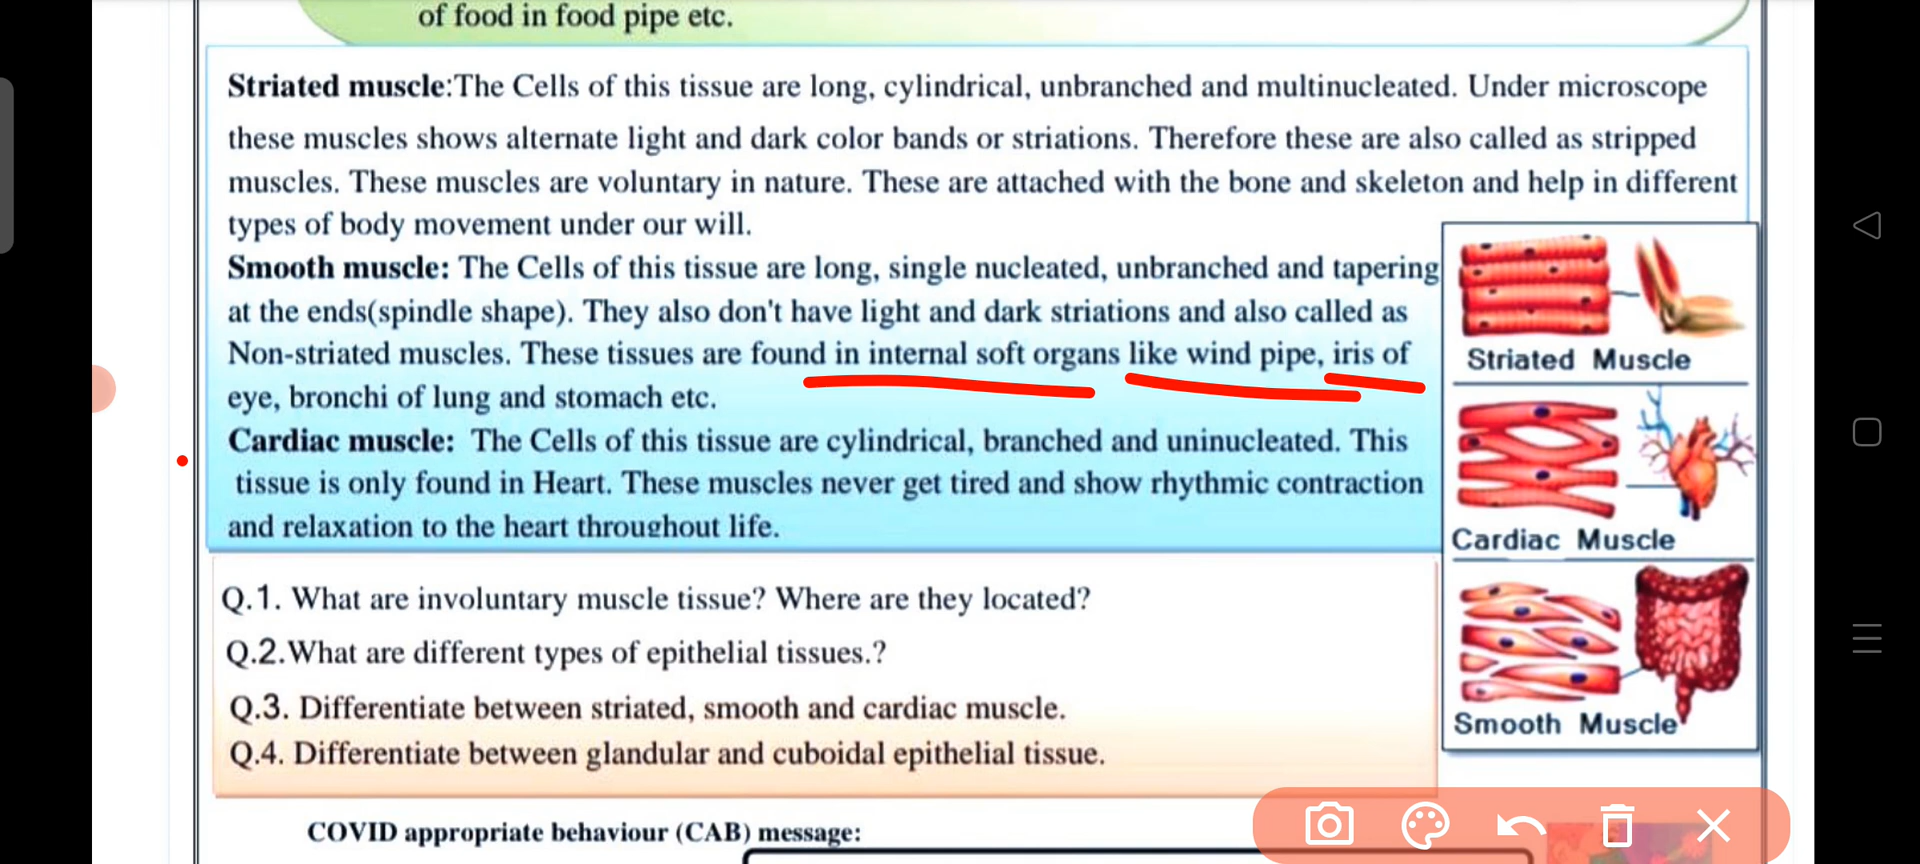 of food in food pipe etc.
Striated muscle:The Cells of this tissue are long, cylindrical, unbranched and multinucleated. Under microscope
these muscles shows alternate light and dark color bands or striations. Therefore these are also called as stripped
muscles. These muscles are voluntary in nature. These are attached with the bone and skeleton and help in different
types of body movement under our will.
Smooth muscle: The Cells of this tissue are long, single nucleated, unbranched and tapering
at the ends(spindle shape). They also don't have light and dark striations and also called as
Non-striated muscles. These tissues are found in internal soft organs like wind pipe, iris of
eye, bronchi of lung and stomach etc.
Cardiac muscle: The Cells of this tissue are cylindrical, branched and uninucleated. This
tissue is only found in Heart. These muscles never get tired and show rhythmic contraction
and relaxation to the heart throughout life.
Striated Muscle
Cardiac Muscle
Smooth Muscle
Q.1. What are involuntary muscle tissue? Where are they located?
Q.2.What are different types of epithelial tissues.?
Q.3. Differentiate between striated, smooth and cardiac muscle.
Q.4. Differentiate between glandular and cuboidal epithelial tissue.
COVID appropriate behaviour (CAB) message: